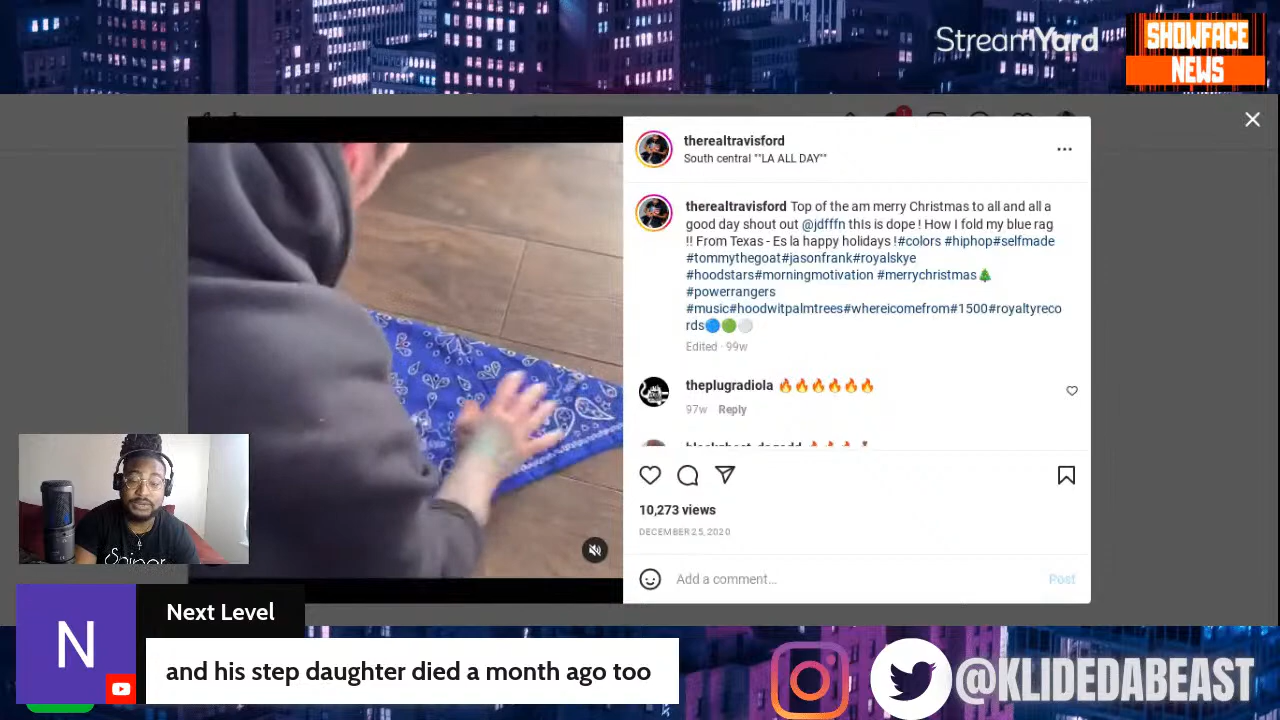 StreamYard
SHOWFACE
NEWS
therealtravisford
South central ""LA ALL DAY""
therealtravisford Top of the am merry Christmas to all and all a
good day shout out @jdfffn thIs is dope ! How I fold my blue rag
!! From Texas - Es la happy holidays !#colors #hiphop#selfmade
#tommythegoat#jasonfrank#royalskye
#hoodstars#morningmotivation #merrychristmas🎄
#powerrangers
#music#hoodwitpalmtrees#whereicomefrom#1500#royaltyreco
rds🔵🟢⚪
Edited · 99w
theplugradiola 🔥🔥🔥🔥🔥🔥
97w Reply
10,273 views
DECEMBER 25, 2020
Add a comment... Post
Sniper
N
Next Level
and his step daughter died a month ago too
@KLIDEDABEAST